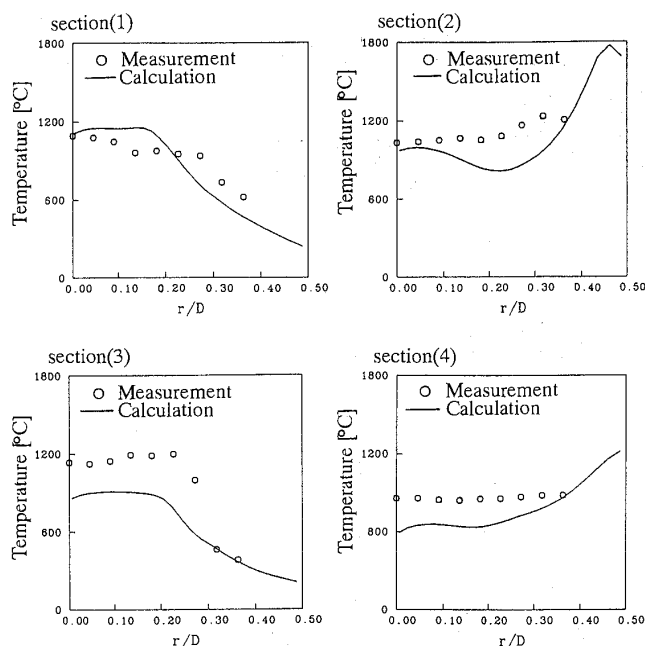 section(1)
1800
1200
600
0
Temperature [°C]
Measurement
Calculation
0.00 0.10 0.20 0.30 0.40 0.50
r/D
section(2)
1800
1200
600
0
Temperature [°C]
Measurement
Calculation
0.00 0.10 0.20 0.30 0.40 0.50
r/D
section(3)
1800
1200
600
0
Temperature [°C]
Measurement
Calculation
0.00 0.10 0.20 0.30 0.40 0.50
r/D
section(4)
1800
1200
800
0
Temperature [°C]
Measurement
Calculation
0.00 0.10 0.20 0.30 0.40 0.50
r/D